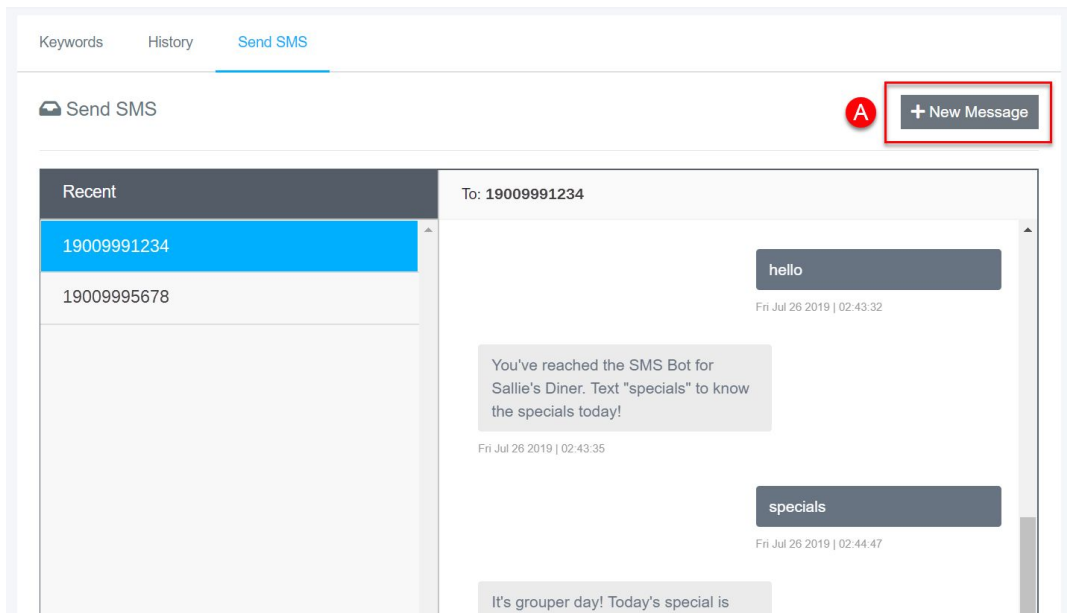 Keywords History Send SMS
Send SMS
A
+ New Message
Recent
To: 19009991234
19009991234
19009995678
hello
Fri Jul 26 2019 | 02:43:32
You've reached the SMS Bot for
Sallie's Diner. Text "specials" to know
the specials today!
Fri Jul 26 2019 | 02:43:35
specials
Fri Jul 26 2019 | 02:44:47
It's grouper day! Today's special is